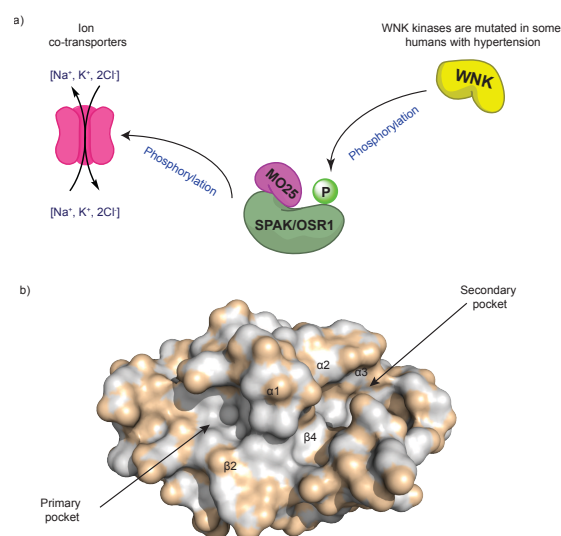 a)
Ion
co-transporters
WNK kinases are mutated in some
humans with hypertension
[Na⁺, K⁺, 2Cl⁻]
WNK
Phosphorylation
Phosphorylation
MO25
P
SPAK/OSR1
[Na⁺, K⁺, 2Cl⁻]
b)
Secondary
pocket
α2
α3
α1
β4
β2
Primary
pocket